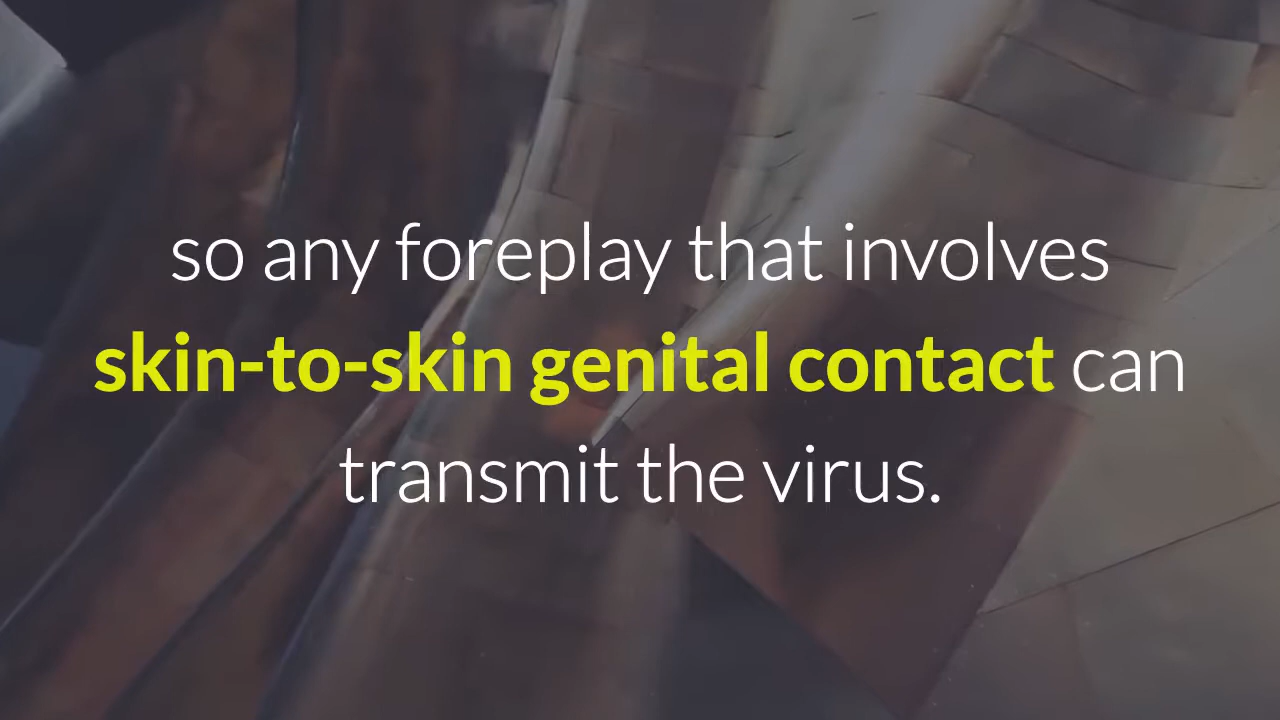 so any foreplay that involves
skin-to-skin genital contact can
transmit the virus.